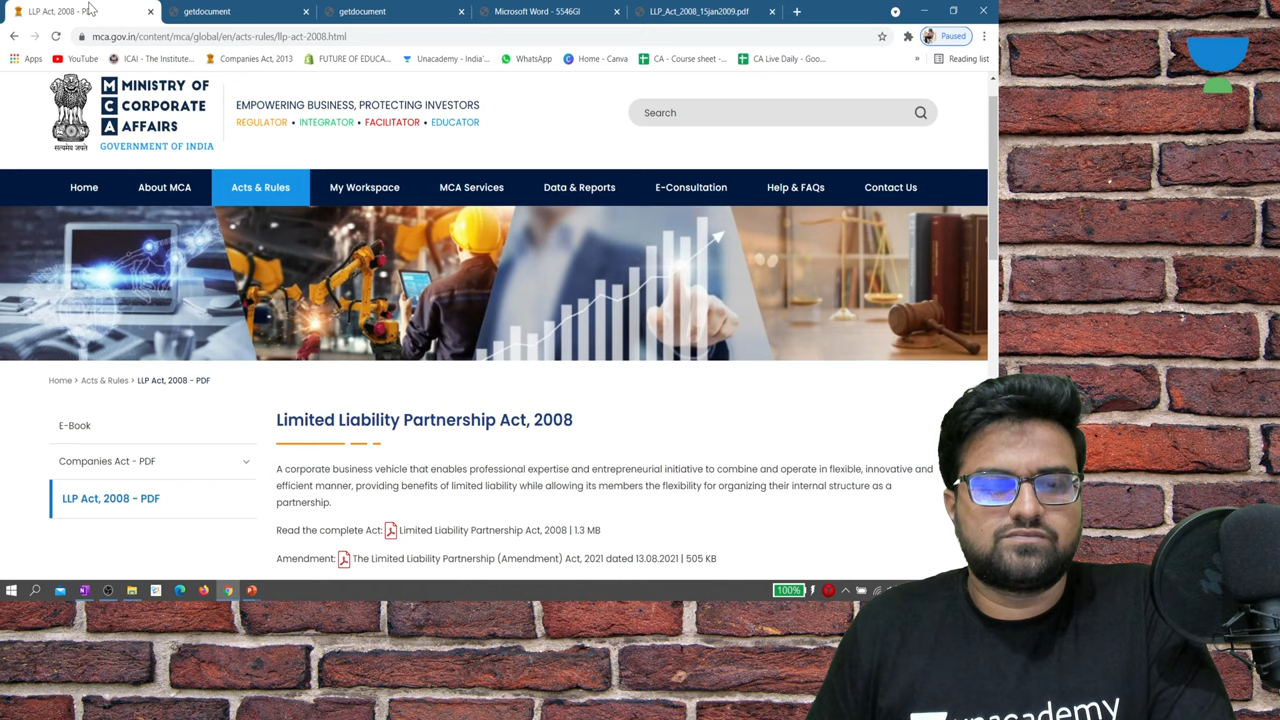 LLP Act, 2008 - P
getdocument
getdocument
Microsoft Word - 5546GI
LLP_Act_2008_15jan2009.pdf
mca.gov.in/content/mca/global/en/acts-rules/llp-act-2008.html
Paused
Apps
YouTube
ICAI - The Institute...
Companies Act, 2013
FUTURE OF EDUCA...
Unacademy - India'...
WhatsApp
Home - Canva
CA - Course sheet -...
CA Live Daily - Goo...
»
Reading list
MINISTRY OF
CORPORATE
AFFAIRS
GOVERNMENT OF INDIA
सत्यमेव जयते
EMPOWERING BUSINESS, PROTECTING INVESTORS
REGULATOR • INTEGRATOR • FACILITATOR • EDUCATOR
Search
Home
About MCA
Acts & Rules
My Workspace
MCA Services
Data & Reports
E-Consultation
Help & FAQs
Contact Us
Home > Acts & Rules > LLP Act, 2008 - PDF
E-Book
Companies Act - PDF
LLP Act, 2008 - PDF
Limited Liability Partnership Act, 2008
A corporate business vehicle that enables professional expertise and entrepreneurial initiative to combine and operate in flexible, innovative and
efficient manner, providing benefits of limited liability while allowing its members the flexibility for organizing their internal structure as a
partnership.
Read the complete Act: Limited Liability Partnership Act, 2008 | 1.3 MB
Amendment: The Limited Liability Partnership (Amendment) Act, 2021 dated 13.08.2021 | 505 KB
100%
unacademy